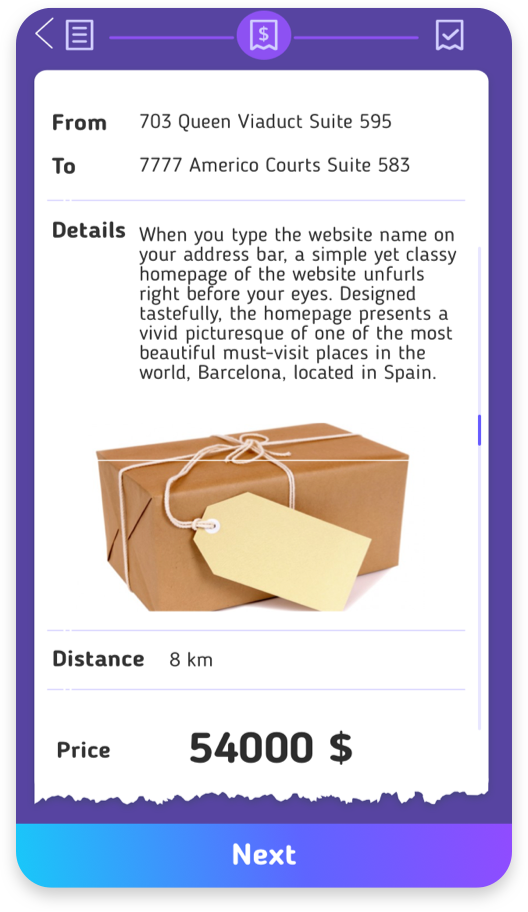 $
From 703 Queen Viaduct Suite 595
To 7777 Americo Courts Suite 583
Details When you type the website name on
your address bar, a simple yet classy
homepage of the website unfurls
right before your eyes. Designed
tastefully, the homepage presents a
vivid picturesque of one of the most
beautiful must-visit places in the
world, Barcelona, located in Spain.
Distance 8 km
Price 54000 $
Next